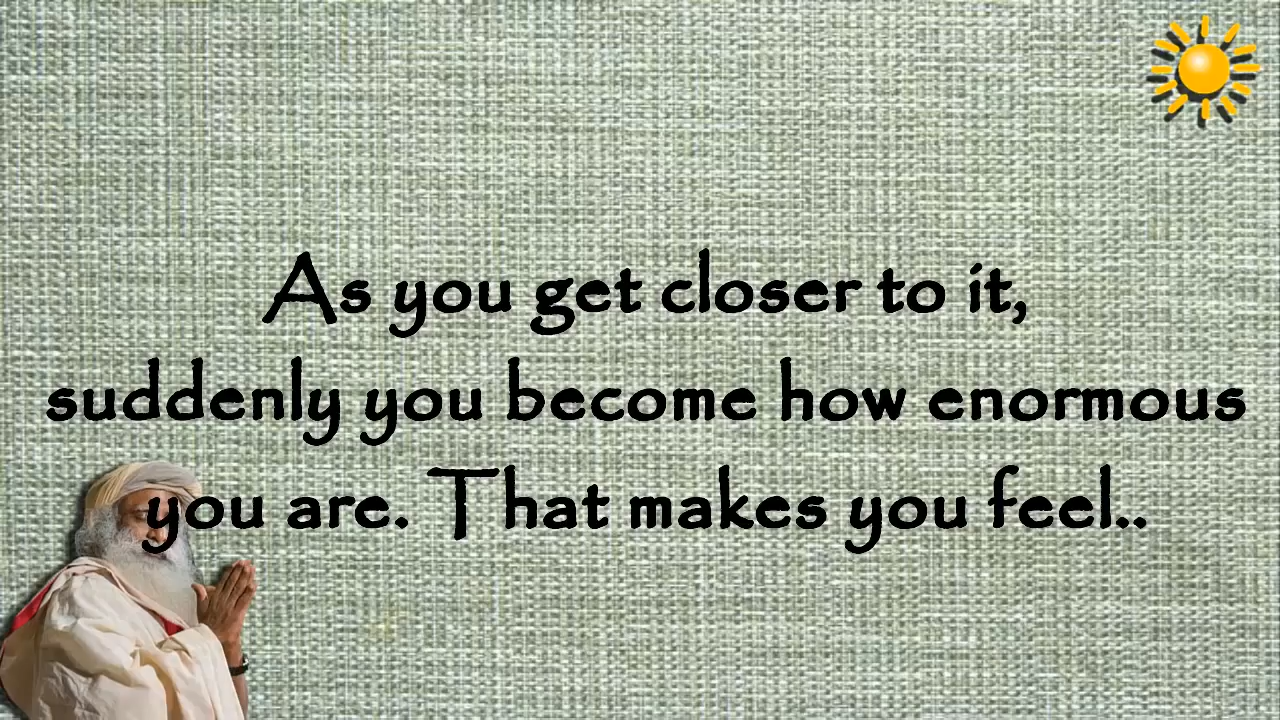 As you get closer to it,
suddenly you become how enormous
you are. That makes you feel..